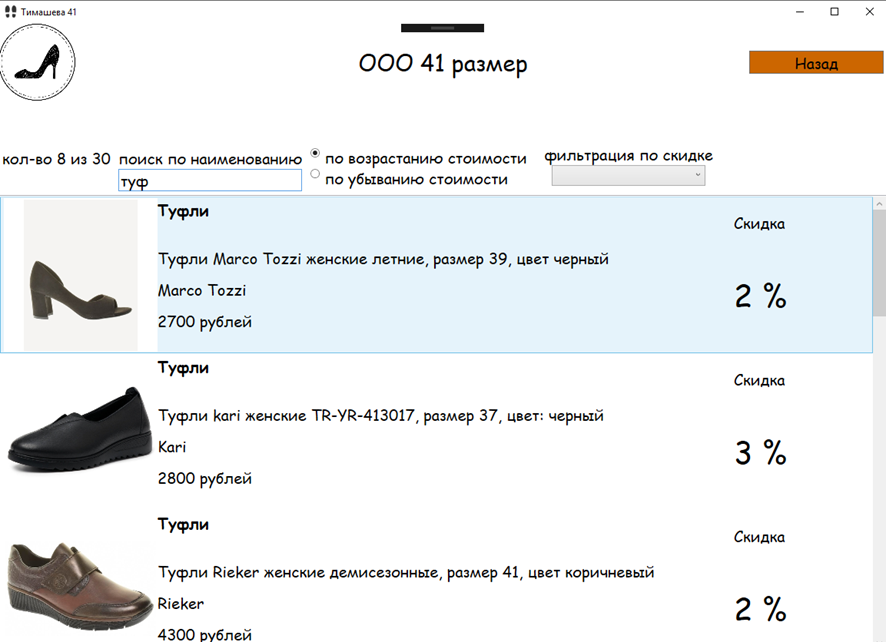 Тимашева 41
ООО 41 размер
Назад
кол-во 8 из 30
поиск по наименованию
туф
по возрастанию стоимости
по убыванию стоимости
фильтрация по скидке
Туфли
Туфли Marco Tozzi женские летние, размер 39, цвет черный
Marco Tozzi
2700 рублей
Скидка
2 %
Туфли
Туфли kari женские TR-YR-413017, размер 37, цвет: черный
Kari
2800 рублей
Скидка
3 %
Туфли
Туфли Rieker женские демисезонные, размер 41, цвет коричневый
Rieker
4300 рублей
Скидка
2 %